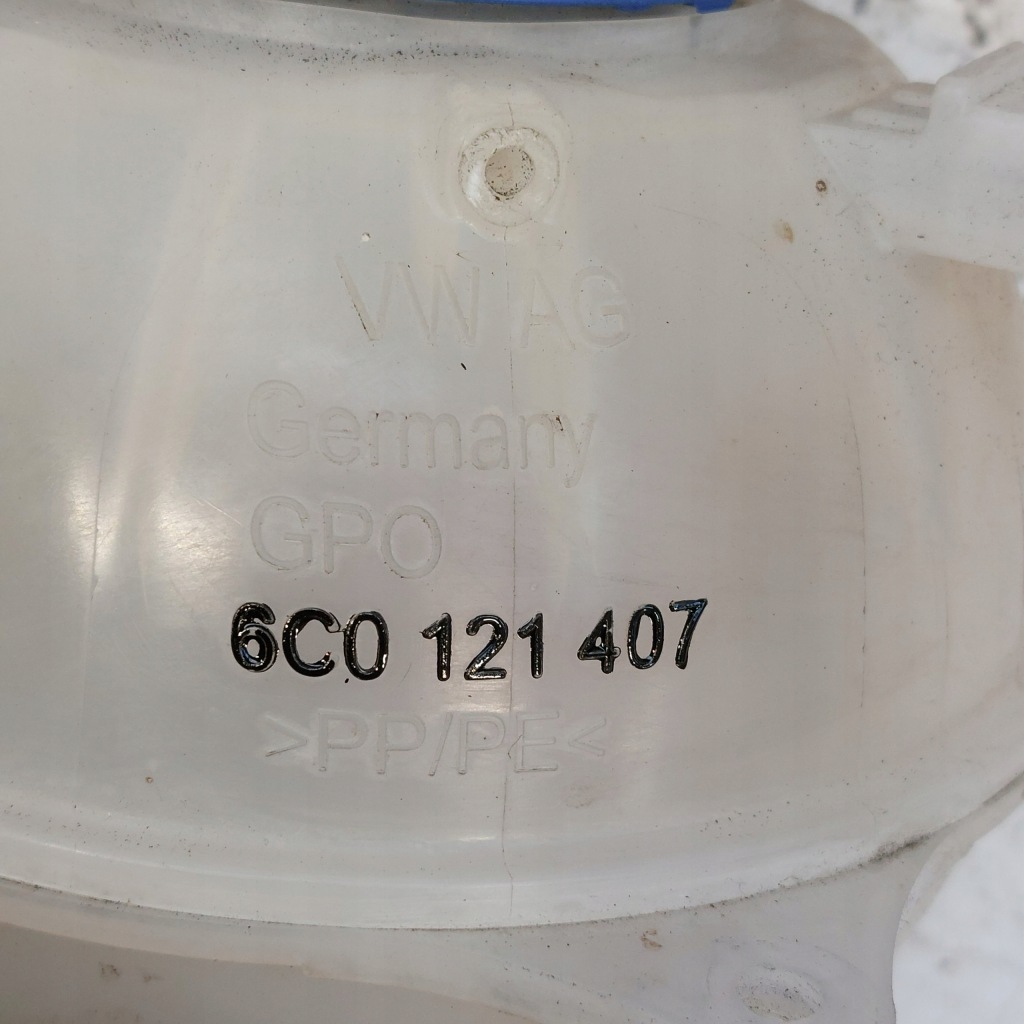 VW AG
Germany
GPO
6C0 121 407
>PP/PE<